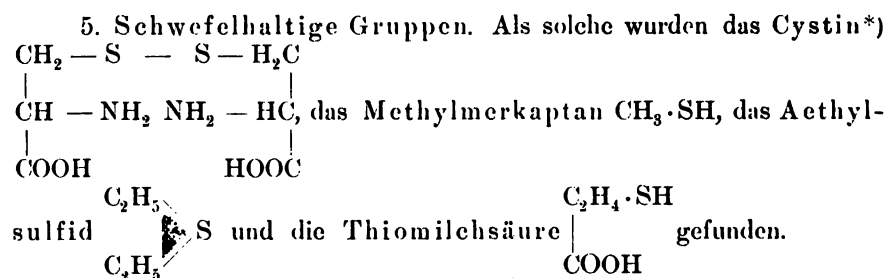 5. Schwefelhaltige Gruppen. Als solche wurden das Cystin*)
CH₂ — S — S — H₂C
CH — NH₂ NH₂ — HC, das Methylmerkaptan CH₃·SH, das Aethyl-
COOH HOOC
C₂H₅ C₂H₄·SH
sulfid S und die Thiomilchsäure gefunden.
C₂H₅ COOH